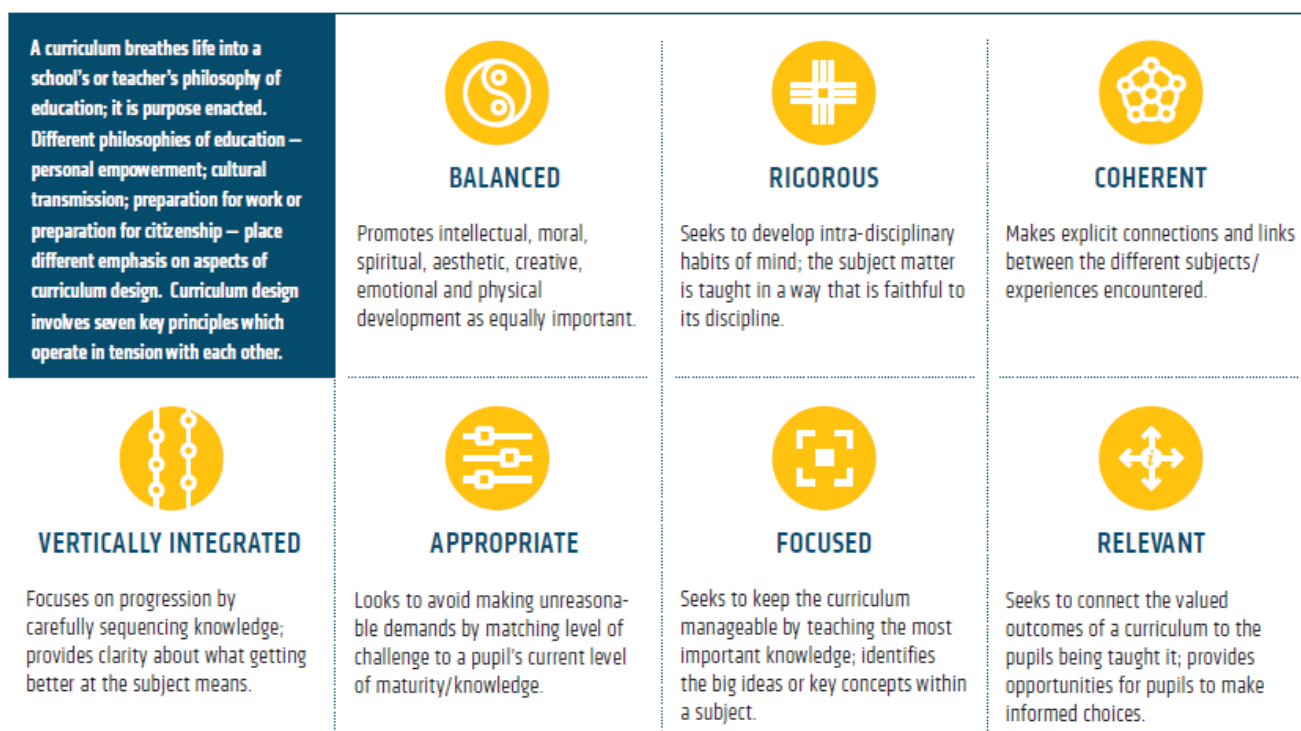 A curriculum breathes life into a
school's or teacher's philosophy of
education; it is purpose enacted.
Different philosophies of education —
personal empowerment; cultural
transmission; preparation for work or
preparation for citizenship — place
different emphasis on aspects of
curriculum design. Curriculum design
involves seven key principles which
operate in tension with each other.
BALANCED
Promotes intellectual, moral,
spiritual, aesthetic, creative,
emotional and physical
development as equally important.
RIGOROUS
Seeks to develop intra-disciplinary
habits of mind; the subject matter
is taught in a way that is faithful to
its discipline.
COHERENT
Makes explicit connections and links
between the different subjects/
experiences encountered.
VERTICALLY INTEGRATED
Focuses on progression by
carefully sequencing knowledge;
provides clarity about what getting
better at the subject means.
APPROPRIATE
Looks to avoid making unreasona-
ble demands by matching level of
challenge to a pupil's current level
of maturity/knowledge.
FOCUSED
Seeks to keep the curriculum
manageable by teaching the most
important knowledge; identifies
the big ideas or key concepts within
a subject.
i
RELEVANT
Seeks to connect the valued
outcomes of a curriculum to the
pupils being taught it; provides
opportunities for pupils to make
informed choices.